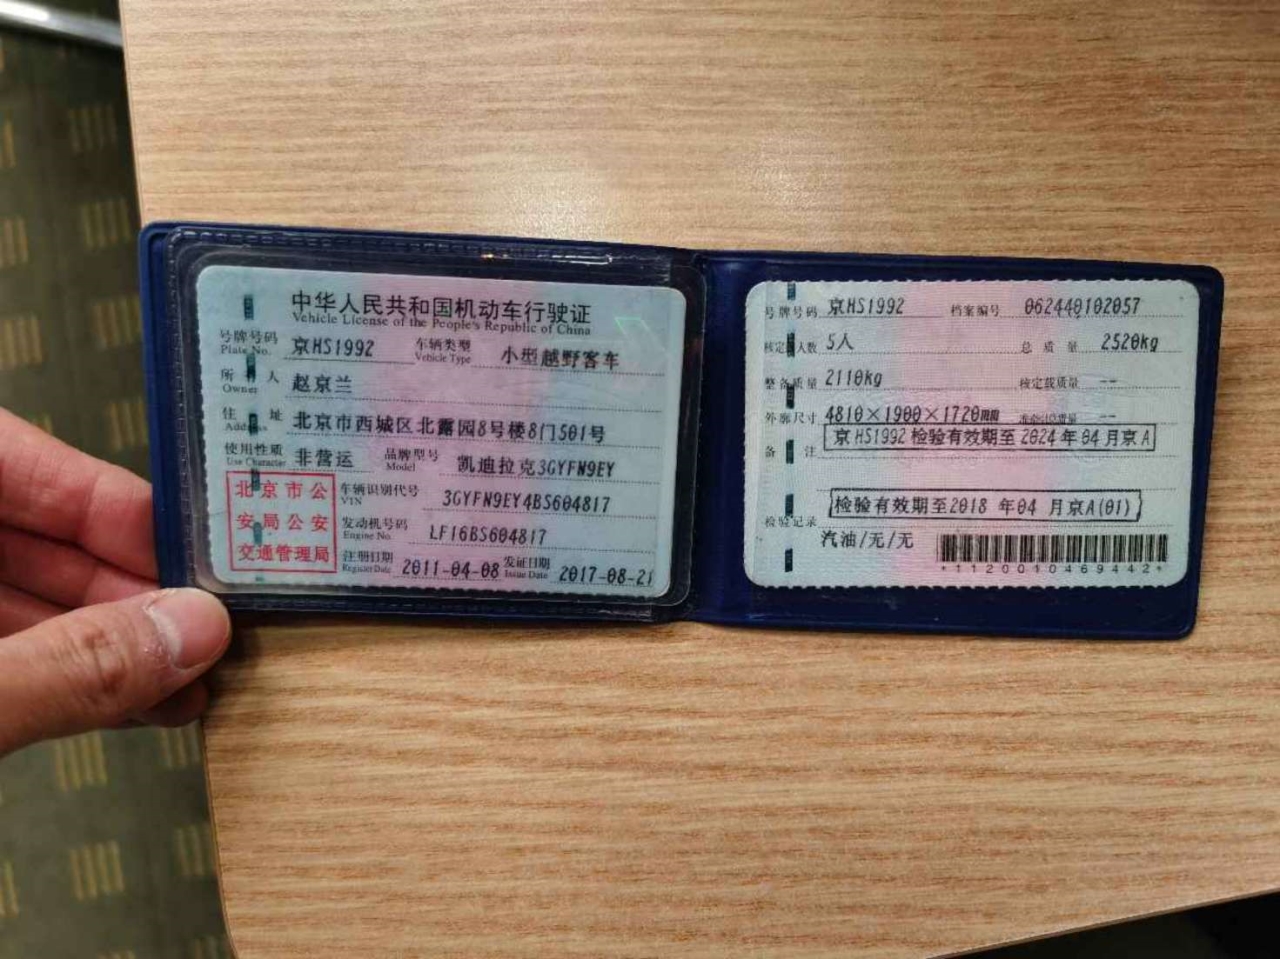 中华人民共和国机动车行驶证
Vehicle License of the People's Republic of China
号牌号码 京HS1992 车辆类型 小型越野客车
Plate No. Vehicle Type
所有人 赵京兰
Owner
住址 北京市西城区北露园8号楼8门501号
Address
使用性质 非营运 品牌型号 凯迪拉克3GYFN9EY
Use Character Model
北京市公
安局公安
交通管理局
车辆识别代号 3GYFN9EY4BS604817
VIN
发动机号码 LF16BS604817
Engine No.
注册日期 2011-04-08 发证日期 2017-08-21
Register Date Issue Date
号牌号码 京HS1992 档案编号 062440102057
核定人数 5人 总质量 2520kg
整备质量 2110kg 核定载质量 --
外廓尺寸 4810×1900×1720mm --
京HS1992检验有效期至2024年04月京A
备注
检验有效期至2018 年04 月京A(01)
检验记录
汽油/无/无
*1120010469442*